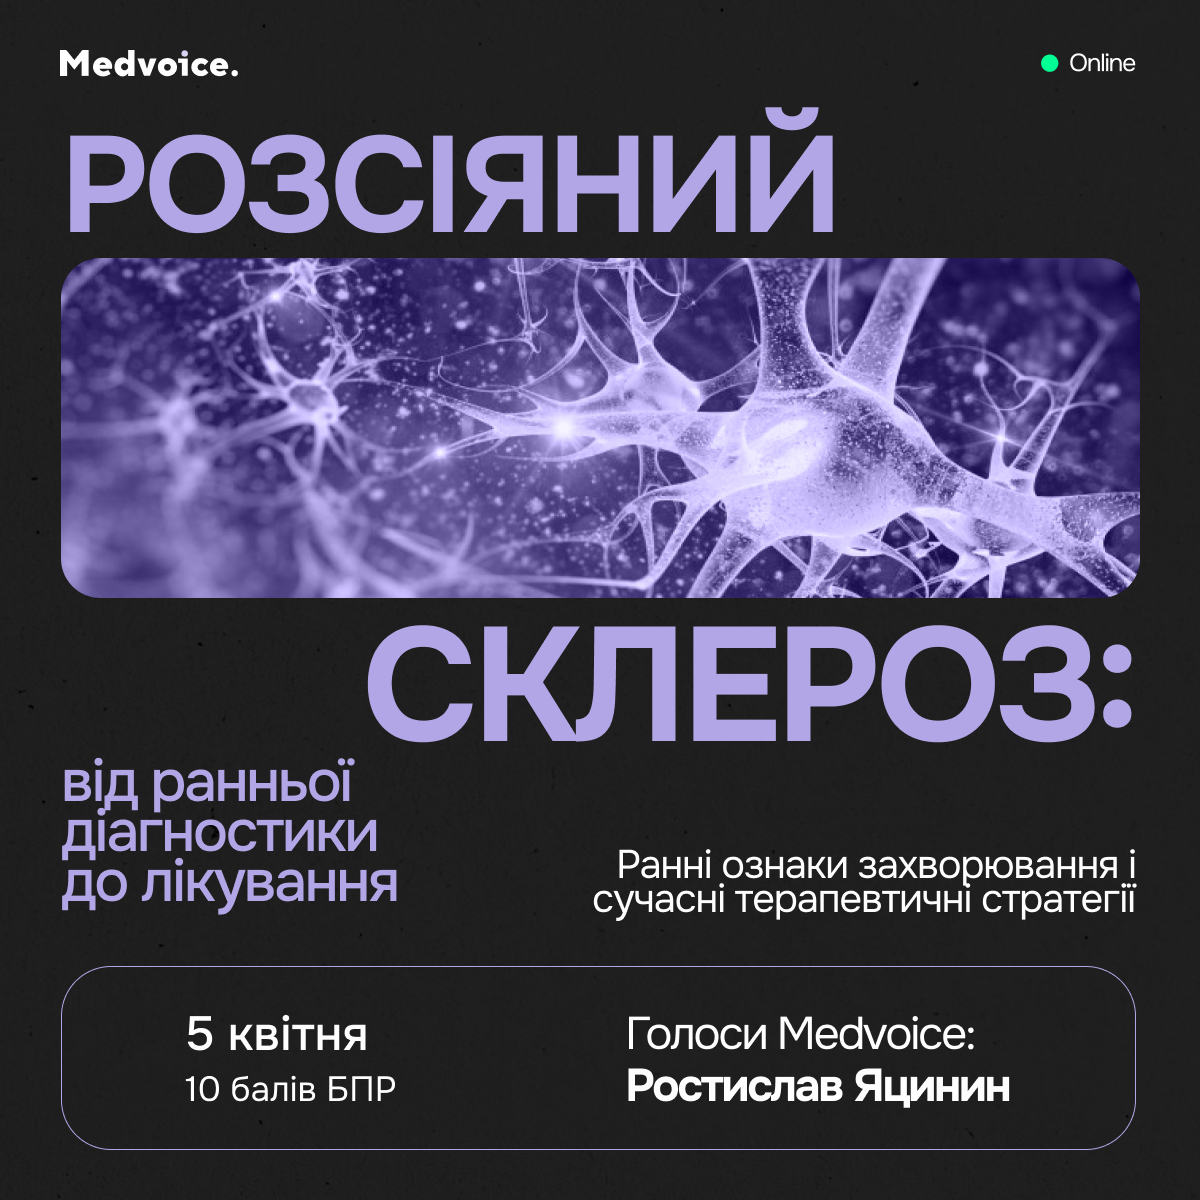 Medvoice.
Online
РОЗСІЯНИЙ
СКЛЕРОЗ:
від ранньої
діагностики
до лікування
Ранні ознаки захворювання і
сучасні терапевтичні стратегії
5 квітня
10 балів БПР
Голоси Medvoice:
Ростислав Яцинин